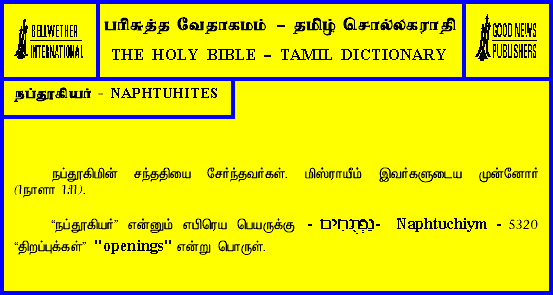 BELLWETHER
INTERNATIONAL
பரிசுத்த வேதாகமம் – தமிழ் சொல்லகராதி
THE HOLY BIBLE – TAMIL DICTIONARY
GOOD NEWS
PUBLISHERS
நப்தூகியர் - NAPHTUHITES
நப்தூகிமின் சந்ததியை சேர்ந்தவர்கள். மிஸ்ராயீம் இவர்களுடைய முன்னோர்
(1நாளா 1:11).
“நப்தூகியர்” என்னும் எபிரெய பெயருக்கு - נַפְתֻּחִים- Naphtuchiym - 5320
“திறப்புக்கள்” "openings" என்று பொருள்.